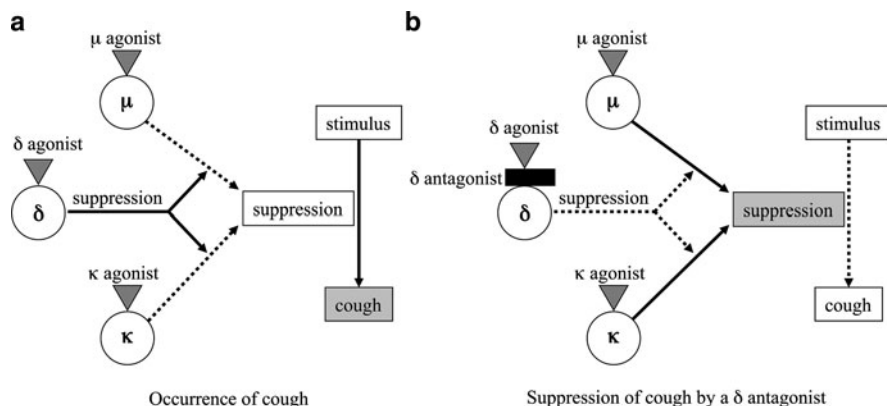 a
μ agonist
μ
stimulus
δ agonist
δ
suppression
suppression
κ agonist
κ
cough
Occurrence of cough
b
μ agonist
μ
stimulus
δ agonist
δ antagonist
δ
suppression
suppression
κ agonist
κ
cough
Suppression of cough by a δ antagonist